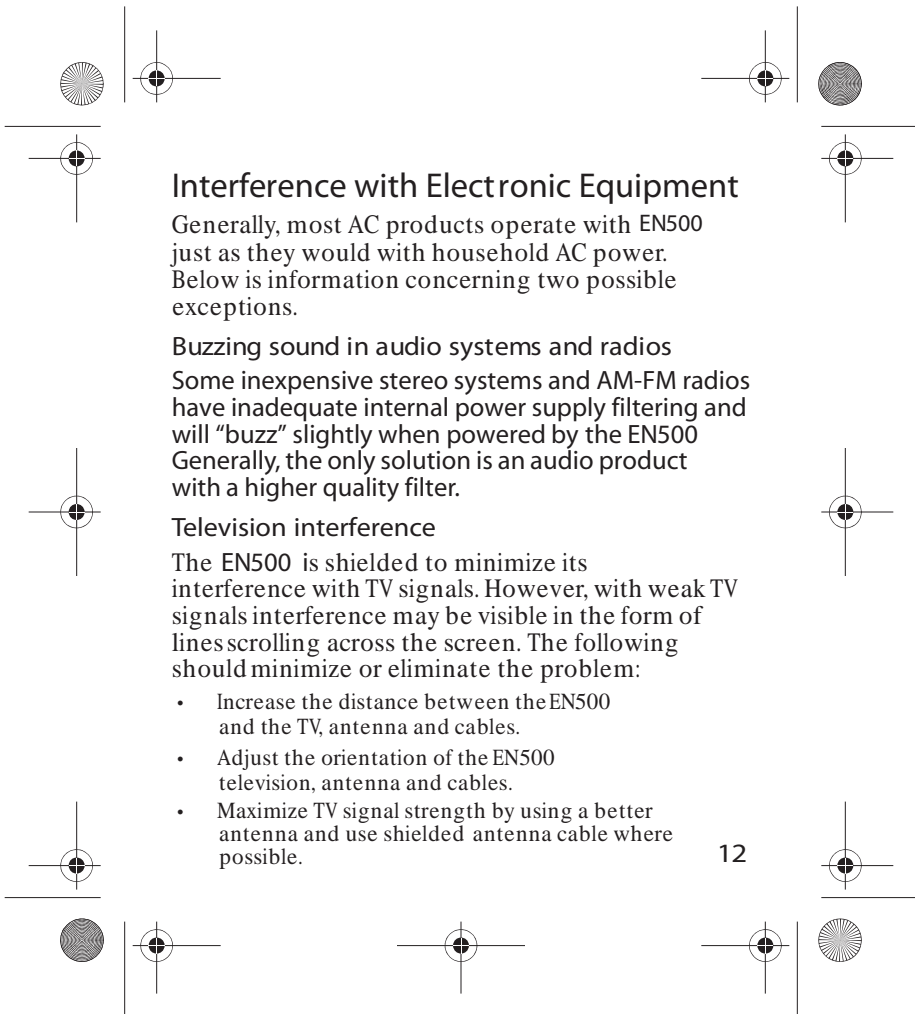 Interference with Electronic Equipment
Generally, most AC products operate with EN500
just as they would with household AC power.
Below is information concerning two possible
exceptions.
Buzzing sound in audio systems and radios
Some inexpensive stereo systems and AM-FM radios
have inadequate internal power supply filtering and
will “buzz” slightly when powered by the EN500
Generally, the only solution is an audio product
with a higher quality filter.
Television interference
The EN500 is shielded to minimize its
interference with TV signals. However, with weak TV
signals interference may be visible in the form of
lines scrolling across the screen. The following
should minimize or eliminate the problem:
• Increase the distance between the EN500
and the TV, antenna and cables.
• Adjust the orientation of the EN500
television, antenna and cables.
• Maximize TV signal strength by using a better
antenna and use shielded antenna cable where
possible.
12